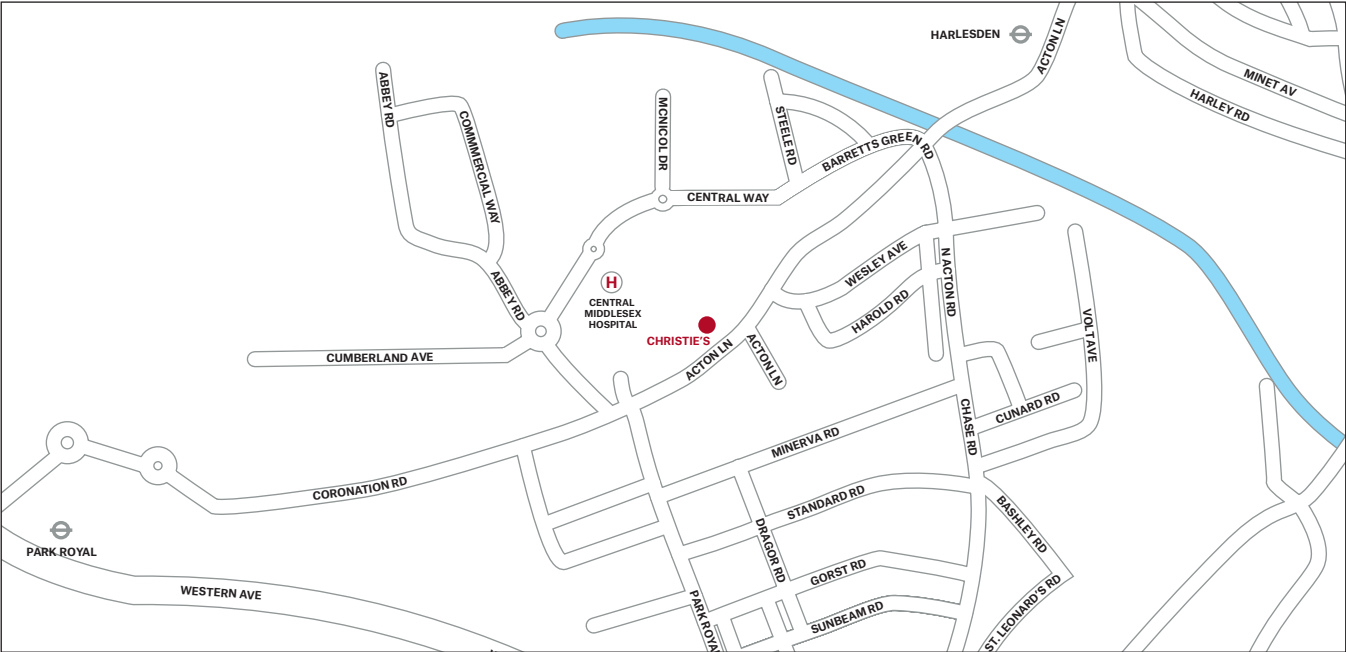 HARLESDEN
ACTON LN
MINET AV
HARLEY RD
ABBEY RD
COMMMERCIAL WAY
MCNICOL DR
STEELE RD
BARRETTS GREEN RD
CENTRAL WAY
ABBEY RD
H
CENTRAL
MIDDLESEX
HOSPITAL
CHRISTIE'S
WESLEY AVE
HAROLD RD
N ACTON RD
VOLT AVE
CUMBERLAND AVE
ACTON LN
ACTON LN
CUNARD RD
CHASE RD
MINERVA RD
CORONATION RD
STANDARD RD
DRAGOR RD
BASHLEY RD
PARK ROYAL
WESTERN AVE
GORST RD
SUNBEAM RD
PARK ROYAL
ST. LEONARD'S RD